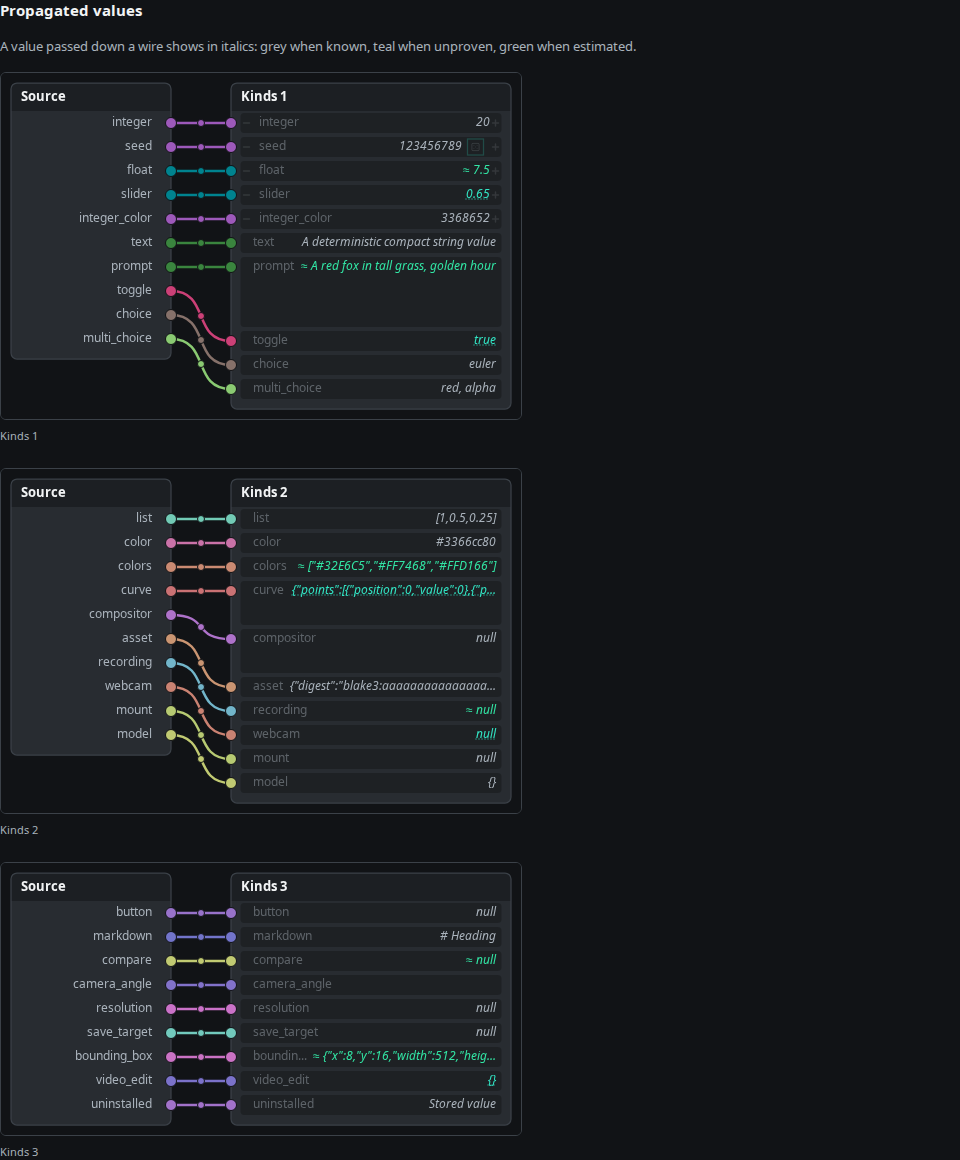 Propagated values
A value passed down a wire shows in italics: grey when known, teal when unproven, green when estimated.
Source
Kinds 1
integer
integer 20
seed
seed 123456789
float
float ≈ 7.5
slider
slider 0.65
integer_color
integer_color 3368652
text
text A deterministic compact string value
prompt
prompt ≈ A red fox in tall grass, golden hour
toggle
choice
multi_choice
toggle true
choice euler
multi_choice red, alpha
Kinds 1
Source
Kinds 2
list
list [1,0.5,0.25]
color
color #3366cc80
colors
colors ≈ ["#32E6C5","#FF7468","#FFD166"]
curve
curve {"points":[{"position":0,"value":0},{"p...
compositor
asset
compositor null
recording
webcam
asset {"digest":"blake3:aaaaaaaaaaaaaaa...
mount
recording ≈ null
model
webcam null
mount null
model {}
Kinds 2
Source
Kinds 3
button
button null
markdown
markdown # Heading
compare
compare ≈ null
camera_angle
camera_angle
resolution
resolution null
save_target
save_target null
bounding_box
boundin... ≈ {"x":8,"y":16,"width":512,"heig...
video_edit
video_edit {}
uninstalled
uninstalled Stored value
Kinds 3